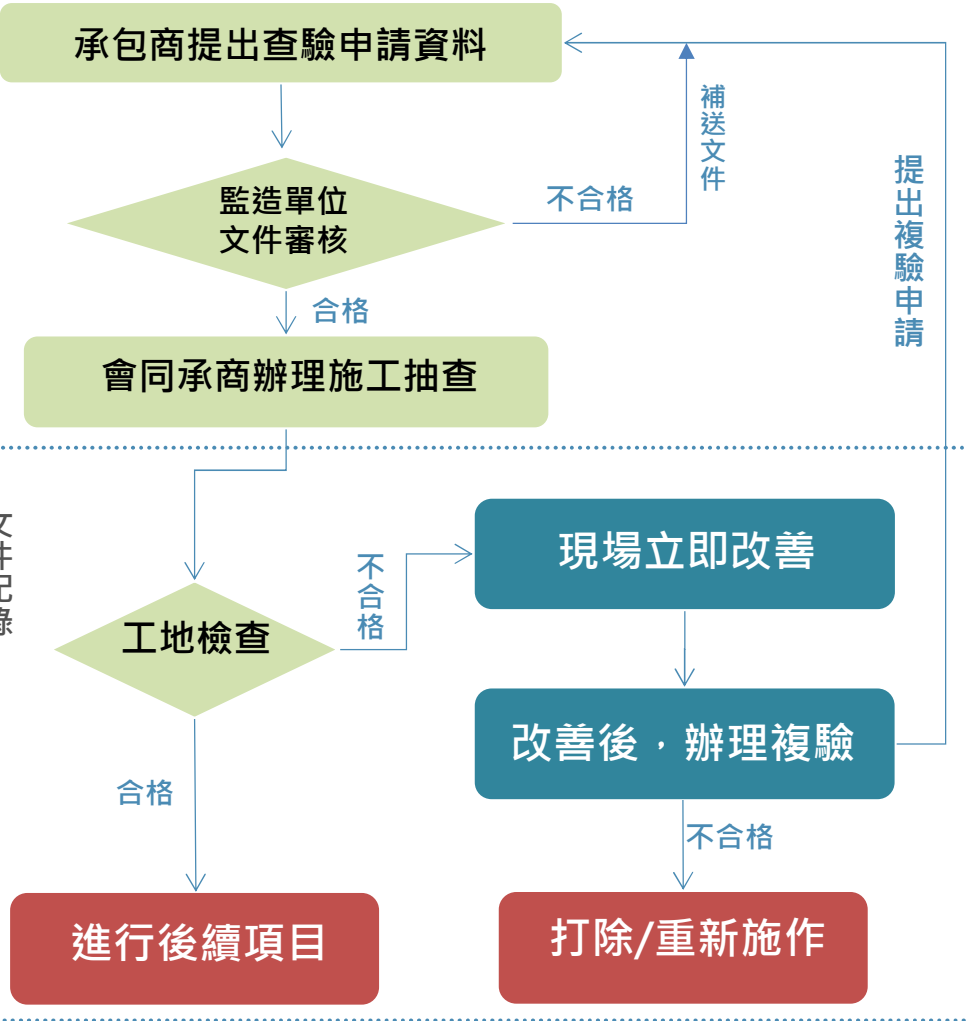 承包商提出查驗申請資料
補送文件
提出複驗申請
監造單位
文件審核
不合格
合格
會同承商辦理施工抽查
文件記錄
不合格
現場立即改善
工地檢查
改善後，辦理複驗
合格
不合格
進行後續項目
打除/重新施作